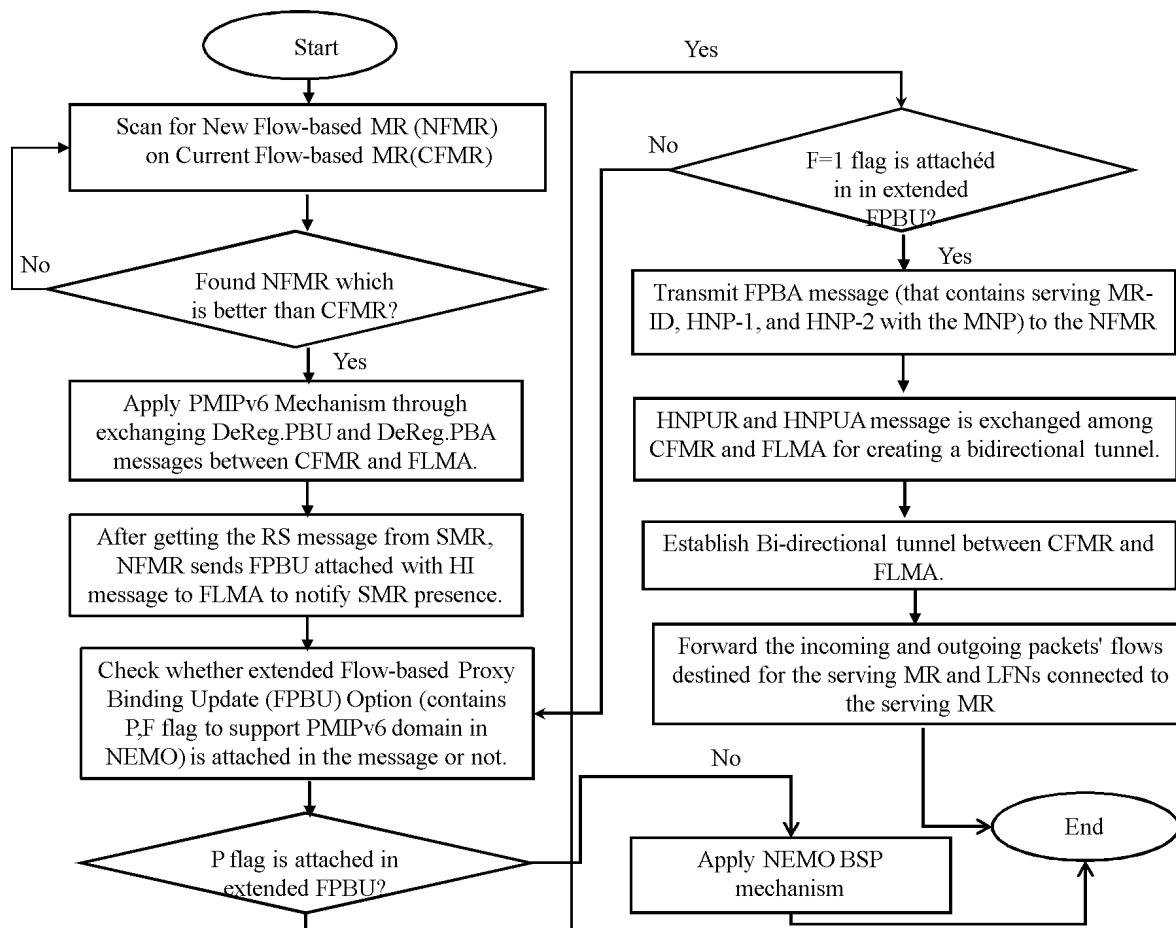 Start
Scan for New Flow-based MR (NFMR)
on Current Flow-based MR(CFMR)
No
Found NFMR which
is better than CFMR?
Yes
Apply PMIPv6 Mechanism through
exchanging DeReg.PBU and DeReg.PBA
messages between CFMR and FLMA.
After getting the RS message from SMR,
NFMR sends FPBU attached with HI
message to FLMA to notify SMR presence.
Check whether extended Flow-based Proxy
Binding Update (FPBU) Option (contains
P,F flag to support PMIPv6 domain in
NEMO) is attached in the message or not.
P flag is attached in
extended FPBU?
No
Apply NEMO BSP
mechanism
Yes
F=1 flag is attachéd
in in extended
FPBU?
No
Yes
Transmit FPBA message (that contains serving MR-
ID, HNP-1, and HNP-2 with the MNP) to the NFMR
HNPUR and HNPUA message is exchanged among
CFMR and FLMA for creating a bidirectional tunnel.
Establish Bi-directional tunnel between CFMR and
FLMA.
Forward the incoming and outgoing packets' flows
destined for the serving MR and LFNs connected to
the serving MR
End